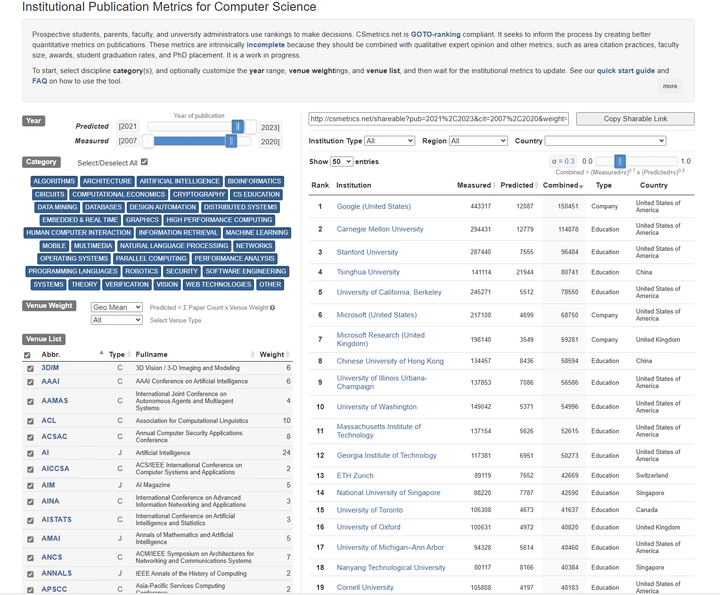 Institutional Publication Metrics for Computer Science
Prospective students, parents, faculty, and university administrators use rankings to make decisions. CSmetrics.net is GOTO-ranking compliant. It seeks to inform the process by creating better
quantitative metrics on publications. These metrics are intrinsically incomplete because they should be combined with qualitative expert opinion and other metrics, such as area citation practices, faculty
size, awards, student graduation rates, and PhD placement. It is a work in progress.
To start, select discipline category(s), and optionally customize the year range, venue weightings, and venue list, and then wait for the institutional metrics to update. See our quick start guide and
FAQ on how to use the tool.
more
Year
Year of publication
Predicted [2021 2023]
Measured [2007 2020]
Category Select/Deselect All
ALGORITHMS ARCHITECTURE ARTIFICIAL INTELLIGENCE BIOINFORMATICS
CIRCUITS COMPUTATIONAL ECONOMICS CRYPTOGRAPHY CS EDUCATION
DATA MINING DATABASES DESIGN AUTOMATION DISTRIBUTED SYSTEMS
EMBEDDED & REAL TIME GRAPHICS HIGH PERFORMANCE COMPUTING
HUMAN COMPUTER INTERACTION INFORMATION RETRIEVAL MACHINE LEARNING
MOBILE MULTIMEDIA NATURAL LANGUAGE PROCESSING NETWORKS
OPERATING SYSTEMS PARALLEL COMPUTING PERFORMANCE ANALYSIS
PROGRAMMING LANGUAGES ROBOTICS SECURITY SOFTWARE ENGINEERING
SYSTEMS THEORY VERIFICATION VISION WEB TECHNOLOGIES OTHER
Venue Weight Geo Mean Predicted = Σ Paper Count x Venue Weight
All Select Venue Type
Venue List
Abbr. Type Fullname Weight
3DIM C 3D Vision / 3-D Imaging and Modeling 6
AAAI C AAAI Conference on Artificial Intelligence 6
AAMAS C International Joint Conference on Autonomous Agents and Multiagent Systems 4
ACL C Association for Computational Linguistics 10
ACSAC C Annual Computer Security Applications Conference 8
AI J Artificial Intelligence 24
AICCSA C ACS/IEEE International Conference on Computer Systems and Applications 2
AIM J AI Magazine 5
AINA C International Conference on Advanced Information Networking and Applications 3
AISTATS C International Conference on Artificial Intelligence and Statistics 3
AMAI J Annals of Mathematics and Artificial Intelligence 5
ANCS C ACM/IEEE Symposium on Architectures for Networking and Communications Systems 7
ANNALS J IEEE Annals of the History of Computing 2
APSCC C Asia-Pacific Services Computing Conference 2
http://csmetrics.net/shareable?pub=2021%2C2023&cit=2007%2C2020&weight= Copy Sharable Link
Institution Type All Region All Country
Show 50 entries α = 0.3 0.0 1.0
Combined = (Measured+ε)^0.7 x (Predicted+ε)^0.3
Rank Institution Measured Predicted Combined Type Country
1 Google (United States) 443317 12087 150451 Company United States of America
2 Carnegie Mellon University 294431 12779 114878 Education United States of America
3 Stanford University 287440 7555 96484 Education United States of America
4 Tsinghua University 141114 21944 80741 Education China
5 University of California, Berkeley 245271 5512 78550 Education United States of America
6 Microsoft (United States) 217108 4699 68750 Company United States of America
7 Microsoft Research (United Kingdom) 198140 3549 59281 Company United Kingdom
8 Chinese University of Hong Kong 134457 8436 58594 Education China
9 University of Illinois Urbana-Champaign 137853 7086 56586 Education United States of America
10 University of Washington 149042 5371 54996 Education United States of America
11 Massachusetts Institute of Technology 137154 5626 52615 Education United States of America
12 Georgia Institute of Technology 117381 6951 50273 Education United States of America
13 ETH Zurich 89119 7652 42669 Education Switzerland
14 National University of Singapore 88220 7787 42590 Education Singapore
15 University of Toronto 106308 4673 41637 Education Canada
16 University of Oxford 100631 4972 40820 Education United Kingdom
17 University of Michigan–Ann Arbor 94328 5614 40460 Education United States of America
18 Nanyang Technological University 80117 8166 40384 Education Singapore
19 Cornell University 105808 4197 40183 Education United States of America